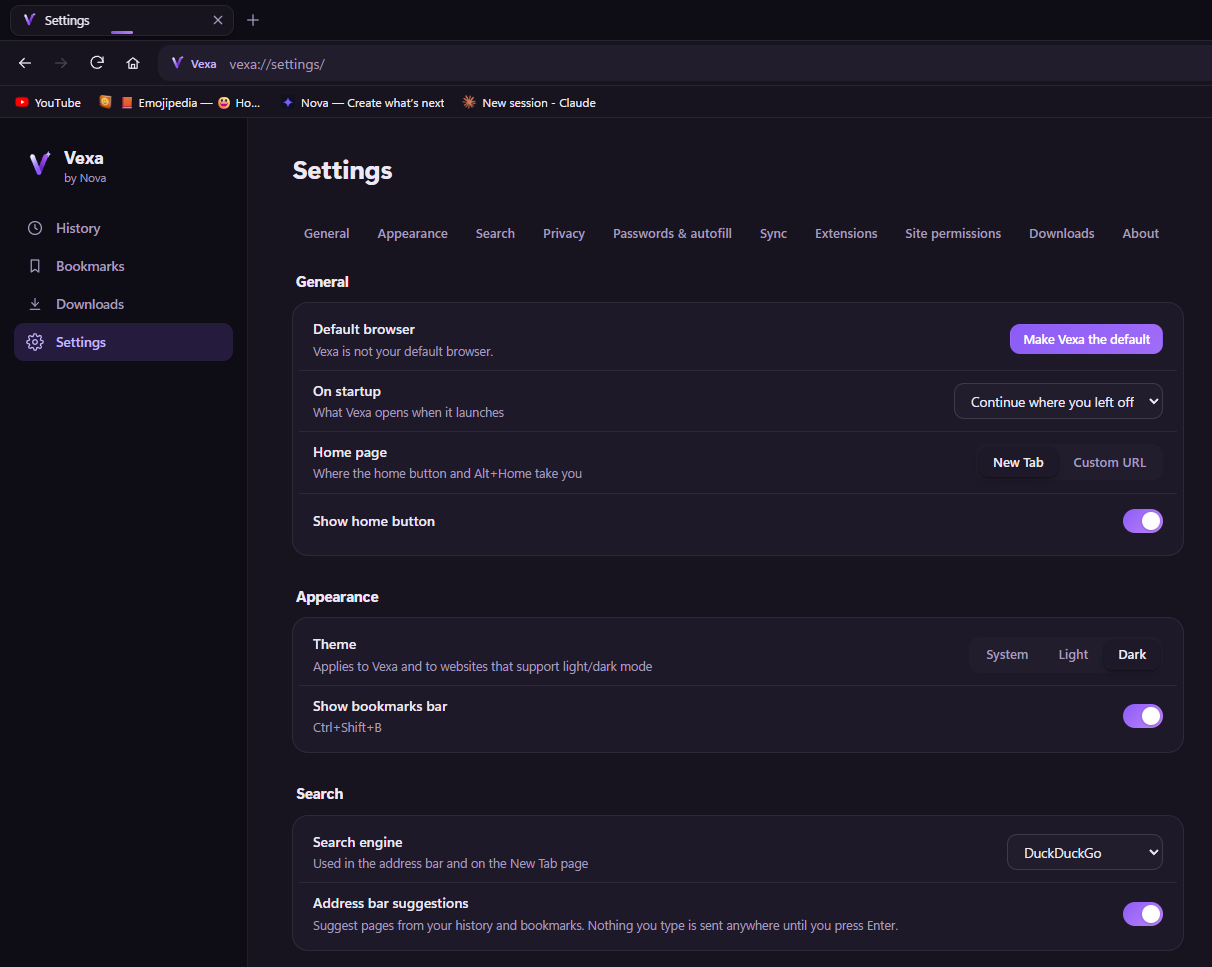 Settings
Vexa vexa://settings/
YouTube Emojipedia — 😃 Ho... Nova — Create what's next New session - Claude
Vexa
by Nova
History
Bookmarks
Downloads
Settings
Settings
General Appearance Search Privacy Passwords & autofill Sync Extensions Site permissions Downloads About
General
Default browser
Vexa is not your default browser.
Make Vexa the default
On startup
What Vexa opens when it launches
Continue where you left off
Home page
Where the home button and Alt+Home take you
New Tab Custom URL
Show home button
Appearance
Theme
Applies to Vexa and to websites that support light/dark mode
System Light Dark
Show bookmarks bar
Ctrl+Shift+B
Search
Search engine
Used in the address bar and on the New Tab page
DuckDuckGo
Address bar suggestions
Suggest pages from your history and bookmarks. Nothing you type is sent anywhere until you press Enter.